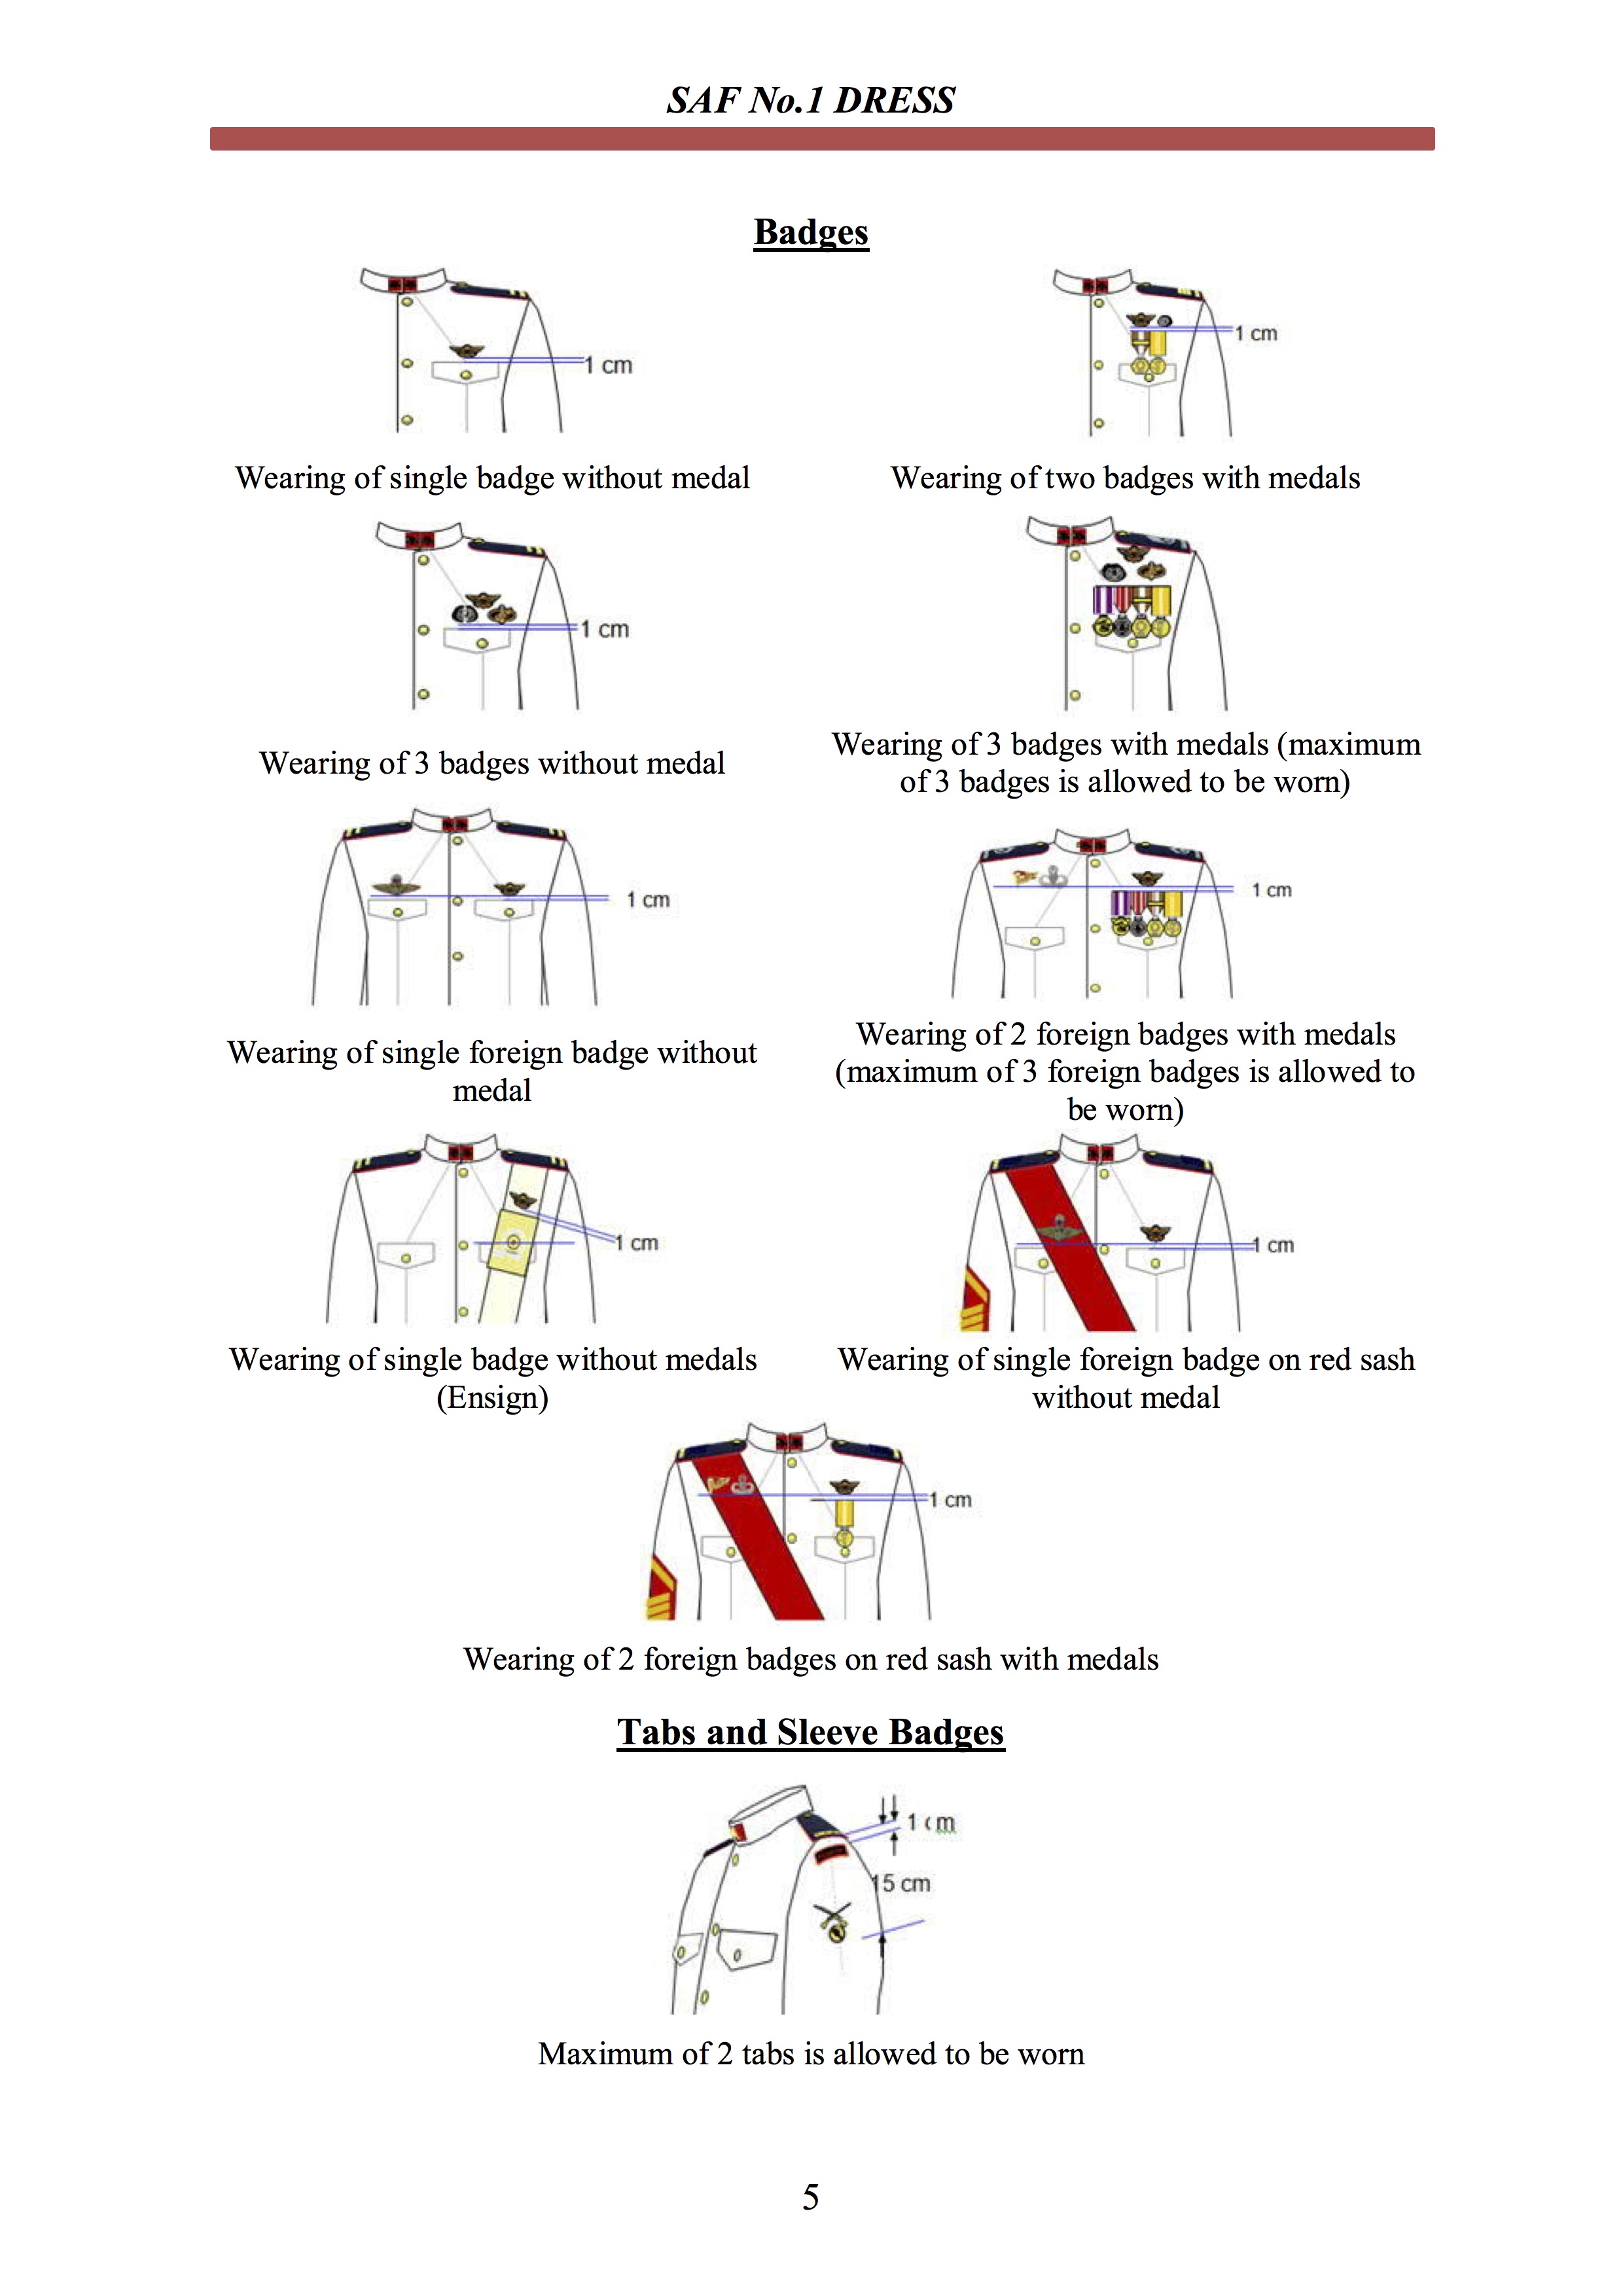 SAF No.1 DRESS
Badges
1 cm
1 cm
Wearing of single badge without medal
Wearing of two badges with medals
1 cm
Wearing of 3 badges without medal
Wearing of 3 badges with medals (maximum
of 3 badges is allowed to be worn)
1 cm
1 cm
Wearing of single foreign badge without
medal
Wearing of 2 foreign badges with medals
(maximum of 3 foreign badges is allowed to
be worn)
1 cm
1 cm
Wearing of single badge without medals
(Ensign)
Wearing of single foreign badge on red sash
without medal
1 cm
Wearing of 2 foreign badges on red sash with medals
Tabs and Sleeve Badges
1 cm
15 cm
Maximum of 2 tabs is allowed to be worn
5